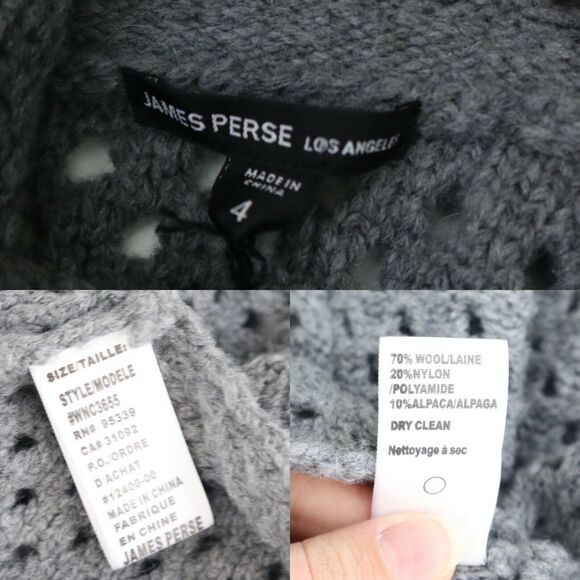 JAMES PERSE LOS ANGELES
MADE IN
CHINA
4
SIZE/TAILLE:
STYLE/MODELE
#WNC3655
RN# 95339
CA# 31092
P.O./ORDRE
D'ACHAT
#12400-00
MADE IN CHINA
FABRIQUE
EN CHINE
JAMES PERSE
70% WOOL/LAINE
20%NYLON
/POLYAMIDE
10%ALPACA/ALPAGA
DRY CLEAN
Nettoyage à sec